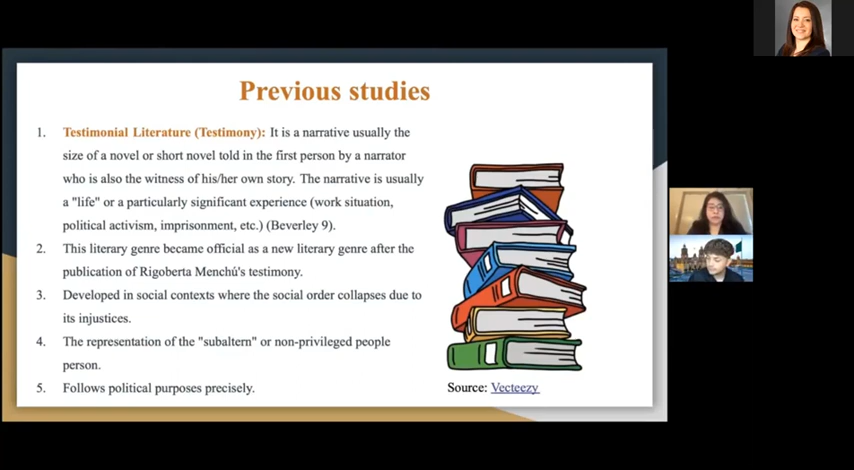 Previous studies
1. Testimonial Literature (Testimony): It is a narrative usually the
size of a novel or short novel told in the first person by a narrator
who is also the witness of his/her own story. The narrative is usually
a "life" or a particularly significant experience (work situation,
political activism, imprisonment, etc.) (Beverley 9).
2. This literary genre became official as a new literary genre after the
publication of Rigoberta Menchú's testimony.
3. Developed in social contexts where the social order collapses due to
its injustices.
4. The representation of the "subaltern" or non-privileged people
person.
5. Follows political purposes precisely.
Source: Vecteezy